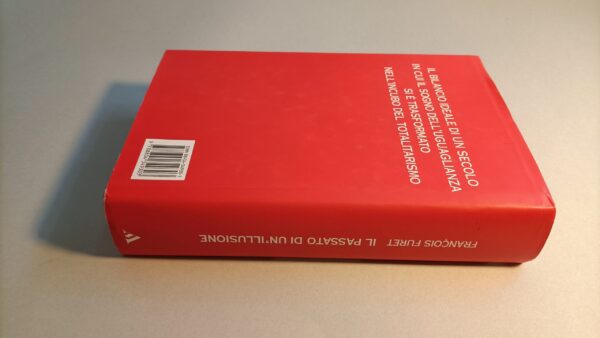 IL BILANCIO IDEALE DI UN SECOLO
IN CUI IL SOGNO DELL'UGUAGLIANZA
SI È TRASFORMATO
NELL'INCUBO DEL TOTALITARISMO
FRANÇOIS FURET IL PASSATO DI UN'ILLUSIONE